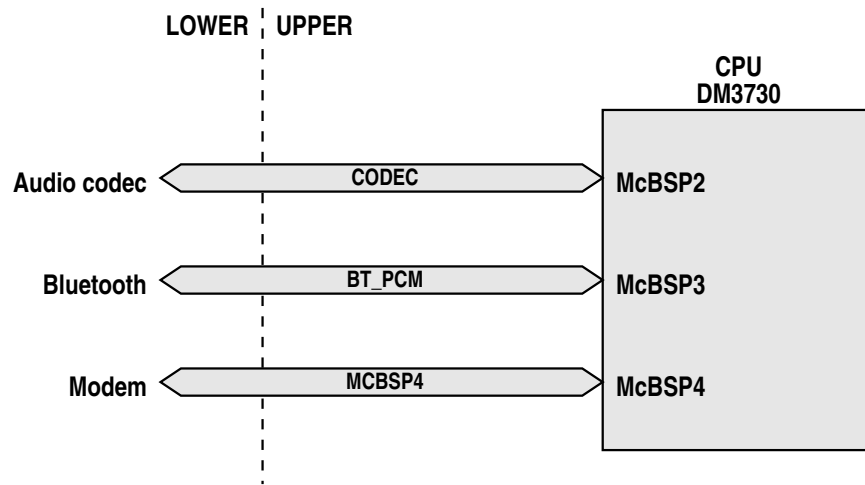 LOWER UPPER
CPU
DM3730
Audio codec CODEC McBSP2
Bluetooth BT_PCM McBSP3
Modem MCBSP4 McBSP4